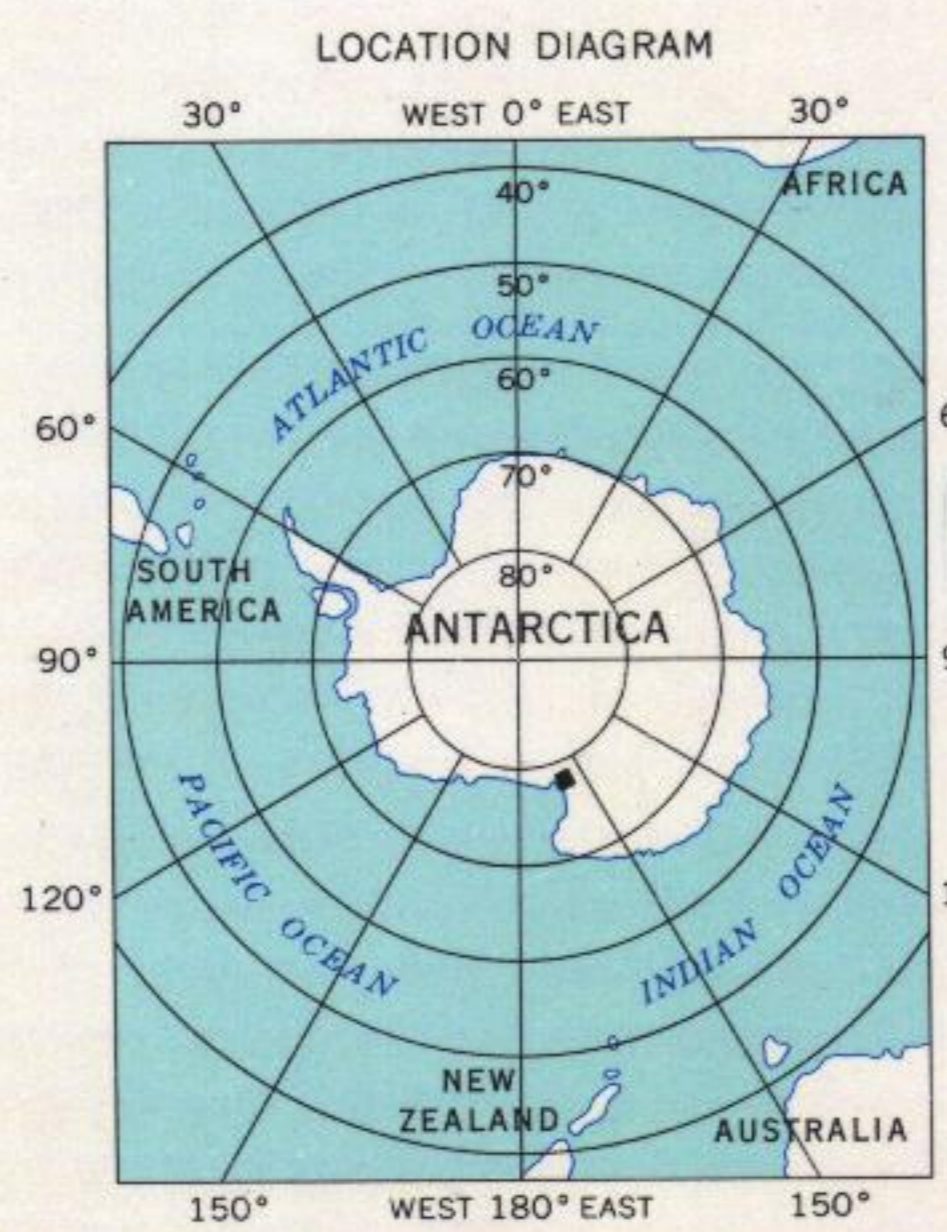 LOCATION DIAGRAM
30° WEST 0° EAST 30°
AFRICA
40°
50°
ATLANTIC OCEAN
60°
60°
70°
80°
SOUTH
AMERICA
ANTARCTICA
90°
PACIFIC OCEAN
INDIAN OCEAN
120°
NEW
ZEALAND
AUSTRALIA
150° WEST 180° EAST 150°